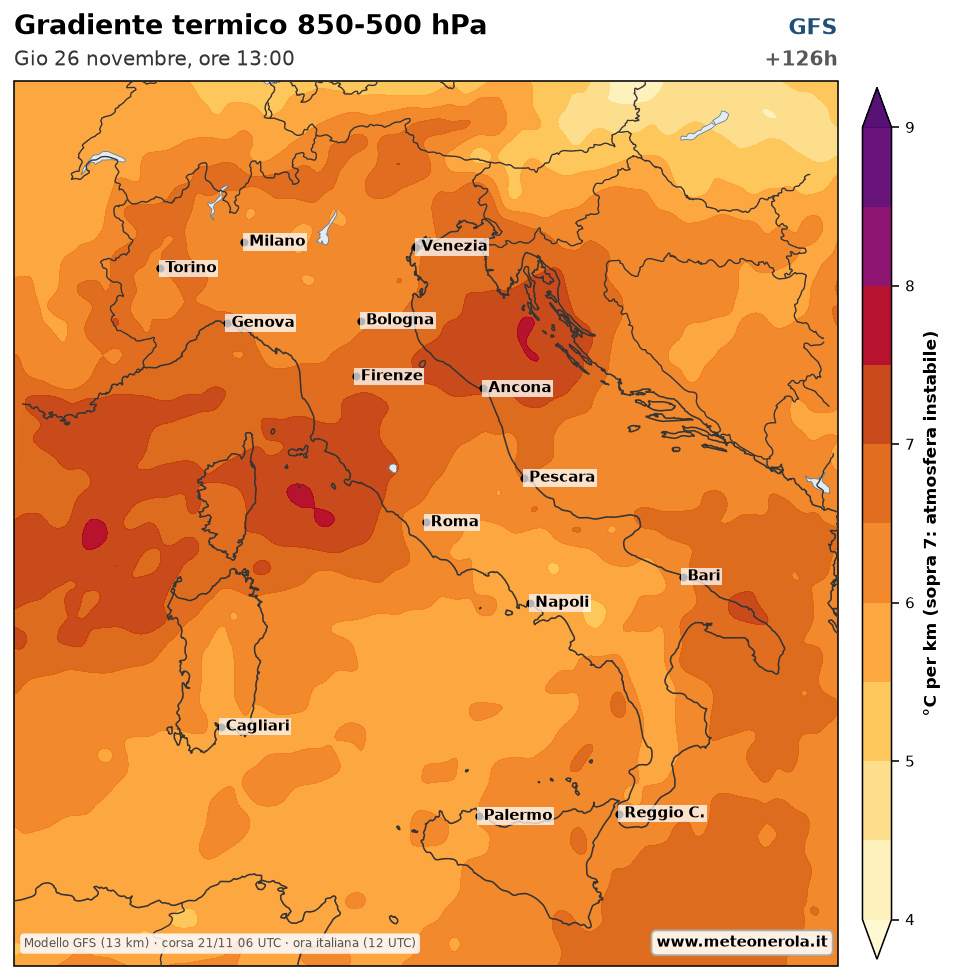 Gradiente termico 850-500 hPa
GFS
Gio 26 novembre, ore 13:00
+126h
Milano
Venezia
Torino
Genova
Bologna
Firenze
Ancona
Pescara
Roma
Bari
Napoli
Cagliari
Palermo
Reggio C.
9
8
7
6
5
4
°C per km (sopra 7: atmosfera instabile)
Modello GFS (13 km) · corsa 21/11 06 UTC · ora italiana (12 UTC)
www.meteonerola.it